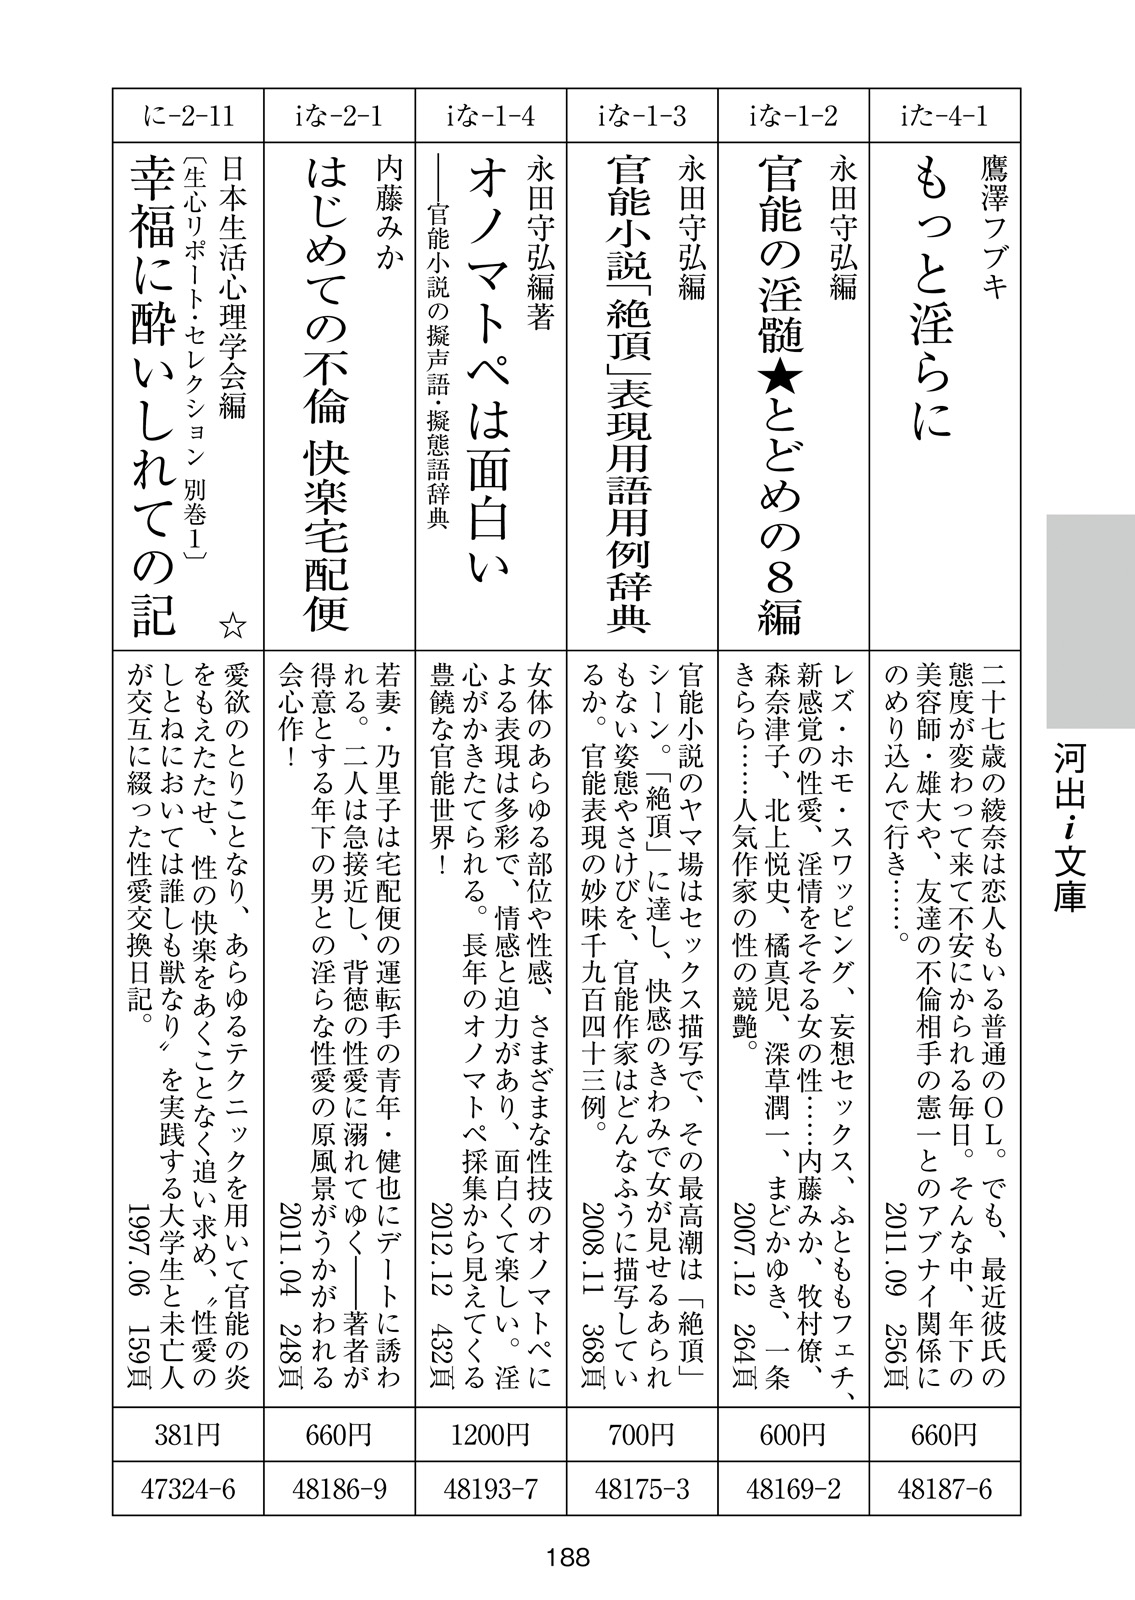 河出i文庫
iた-4-1
鷹澤フブキ
もっと淫らに
二十七歳の綾奈は恋人もいる普通のOL。でも、最近彼氏の
態度が変わって来て不安にかられる毎日。そんな中、年下の
美容師・雄大や、友達の不倫相手の憲一とのアブナイ関係に
のめり込んで行き……。
2011.09 256頁
660円
48187-6
iな-1-2
永田守弘編
官能の淫髄★とどめの8編
レズ・ホモ・スワッピング、妄想セックス、ふとももフェチ、
新感覚の性愛、淫情をそそる女の性……内藤みか、牧村僚、
森奈津子、北上悦史、橘真児、深草潤一、まどかゆき、一条
きらら……人気作家の性の競艶。
2007.12 264頁
600円
48169-2
iな-1-3
永田守弘編
官能小説「絶頂」表現用語用例辞典
官能小説のヤマ場はセックス描写で、その最高潮は「絶頂」
シーン。「絶頂」に達し、快感のきわみで女が見せるあられ
もない姿態やさけびを、官能作家はどんなふうに描写してい
るか。官能表現の妙味千九百四十三例。
2008.11 368頁
700円
48175-3
iな-1-4
永田守弘編著
オノマトペは面白い
――官能小説の擬声語・擬態語辞典
女体のあらゆる部位や性感、さまざまな性技のオノマトペに
よる表現は多彩で、情感と迫力があり、面白くて楽しい。淫
心がかきたてられる。長年のオノマトペ採集から見えてくる
豊饒な官能世界！
2012.12 432頁
1200円
48193-7
iな-2-1
内藤みか
はじめての不倫 快楽宅配便
若妻・乃里子は宅配便の運転手の青年・健也にデートに誘わ
れる。二人は急接近し、背徳の性愛に溺れてゆく――著者が
得意とする年下の男との淫らな性愛の原風景がうかがわれる
会心作！
2011.04 248頁
660円
48186-9
に-2-11
日本生活心理学会編 ☆
〔生心リポート・セレクション 別巻1〕
幸福に酔いしれての記
愛欲のとりことなり、あらゆるテクニックを用いて官能の炎
をもえたたせ、性の快楽をあくことなく追い求め、〝性愛の
しとねにおいては誰しも獣なり〟を実践する大学生と未亡人
が交互に綴った性愛交換日記。
1997.06 159頁
381円
47324-6
188